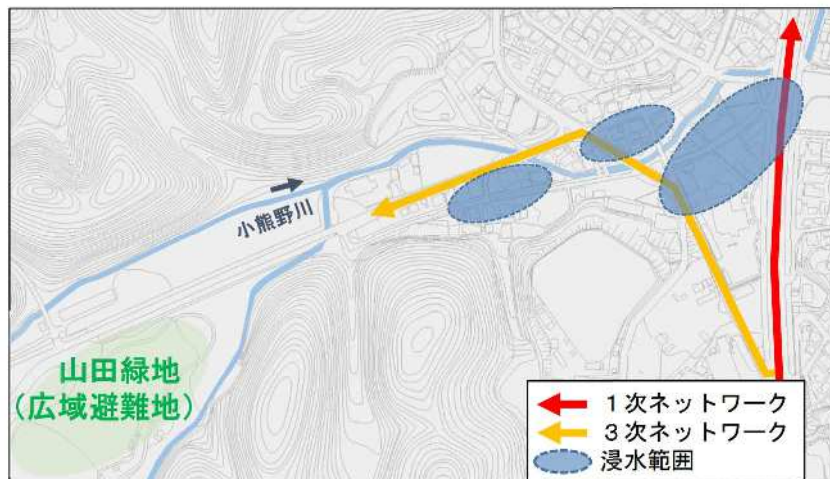 小熊野川
山田緑地
（広域避難地）
１次ネットワーク
３次ネットワーク
浸水範囲